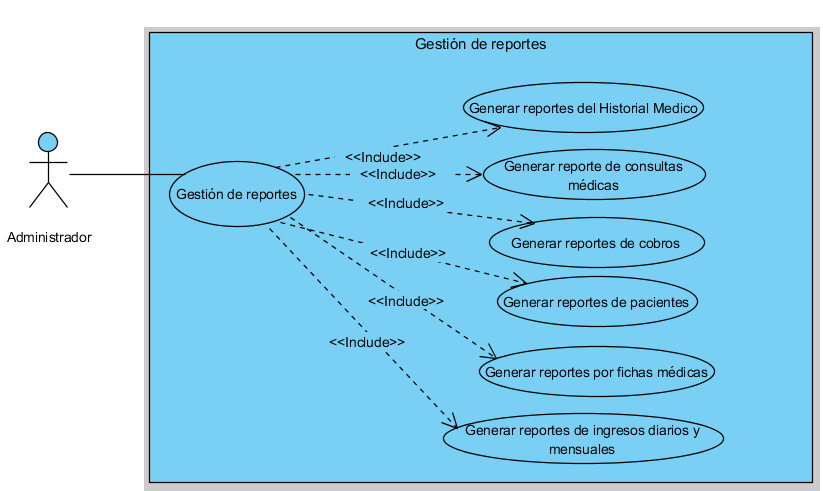 Gestión de reportes
Generar reportes del Historial Medico
<<Include>>
Generar reporte de consultas
médicas
<<Include>>
Gestión de reportes
<<Include>>
Administrador
Generar reportes de cobros
<<Include>>
Generar reportes de pacientes
<<Include>>
<<Include>>
Generar reportes por fichas médicas
Generar reportes de ingresos diarios y
mensuales